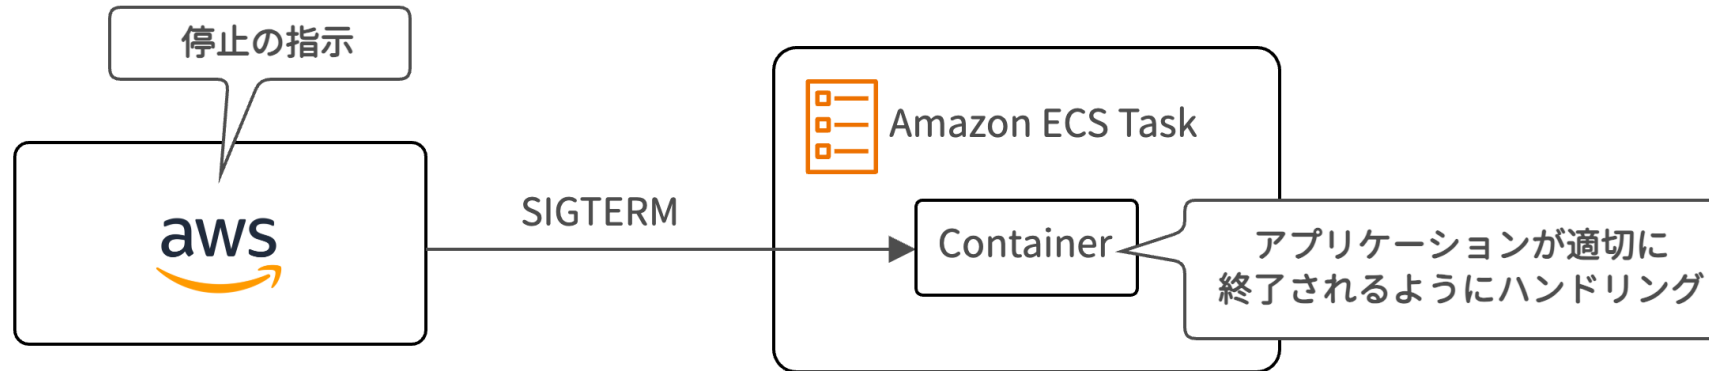 停止の指示
aws
SIGTERM
Amazon ECS Task
Container
アプリケーションが適切に
終了されるようにハンドリング